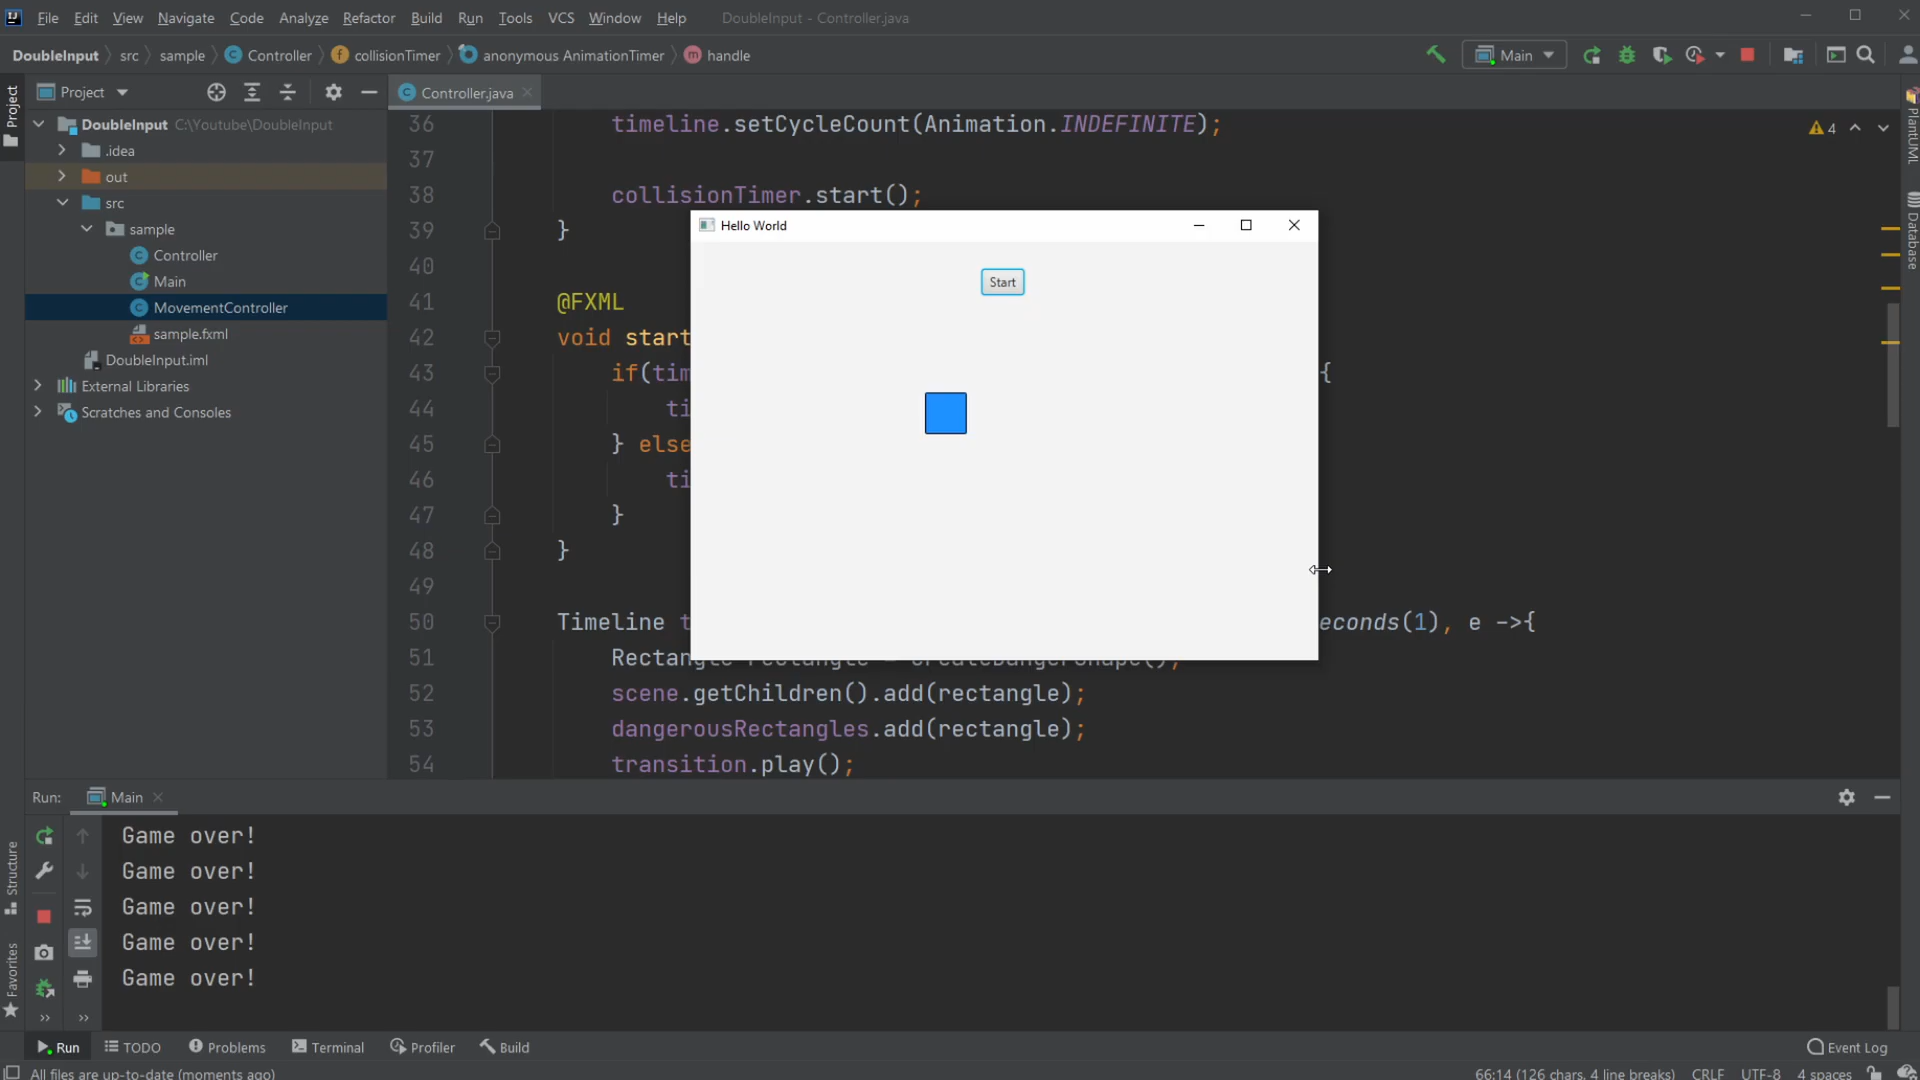 File Edit View Navigate Code Analyze Refactor Build Run Tools VCS Window Help DoubleInput - Controller.java
DoubleInput src sample Controller collisionTimer anonymous AnimationTimer handle Main
Project Controller.java
Project
DoubleInput C:\Youtube\DoubleInput
.idea
out
src
sample
Controller
Main
MovementController
sample.fxml
DoubleInput.iml
External Libraries
Scratches and Consoles
36 timeline.setCycleCount(Animation.INDEFINITE);
4
37
38 collisionTimer.start();
39 }
40
41 @FXML
42 void start
43 if(tim {
44 ti
45 } else
46 ti
47 }
48 }
49
50 Timeline t econds(1), e ->{
51 Rectangle rectangle = createDangerShape();
52 scene.getChildren().add(rectangle);
53 dangerousRectangles.add(rectangle);
54 transition.play();
Hello World
Start
PlantUML
Database
Run: Main
Game over!
Game over!
Game over!
Game over!
Game over!
Structure
Favorites
Run TODO Problems Terminal Profiler Build Event Log
All files are up-to-date (moments ago) 66:14 (126 chars, 4 line breaks) CRLF UTF-8 4 spaces